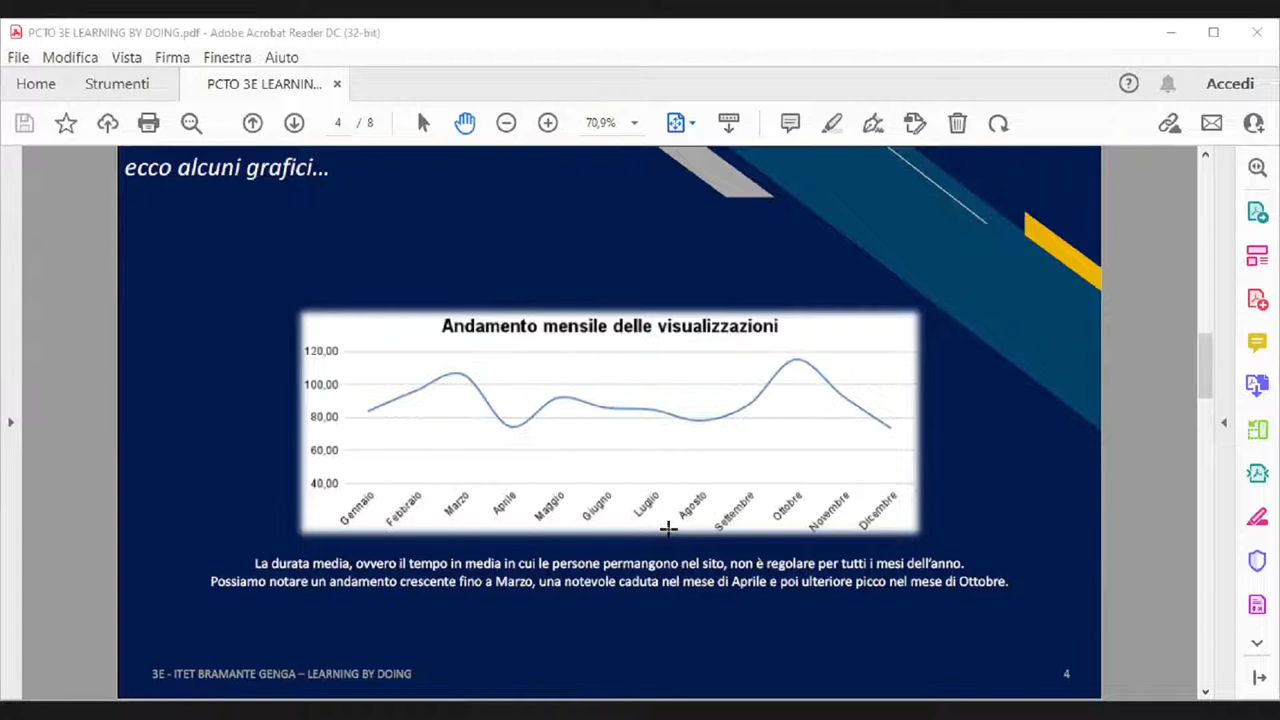 PCTO 3E LEARNING BY DOING.pdf - Adobe Acrobat Reader DC (32-bit)
File Modifica Vista Firma Finestra Aiuto
Home Strumenti PCTO 3E LEARNIN... × Accedi
4 / 8 70,9%
ecco alcuni grafici...
Andamento mensile delle visualizzazioni
120,00
100,00
80,00
60,00
40,00
Gennaio Febbraio Marzo Aprile Maggio Giugno Luglio Agosto Settembre Ottobre Novembre Dicembre
La durata media, ovvero il tempo in media in cui le persone permangono nel sito, non è regolare per tutti i mesi dell'anno.
Possiamo notare un andamento crescente fino a Marzo, una notevole caduta nel mese di Aprile e poi ulteriore picco nel mese di Ottobre.
3E - ITET BRAMANTE GENGA – LEARNING BY DOING 4